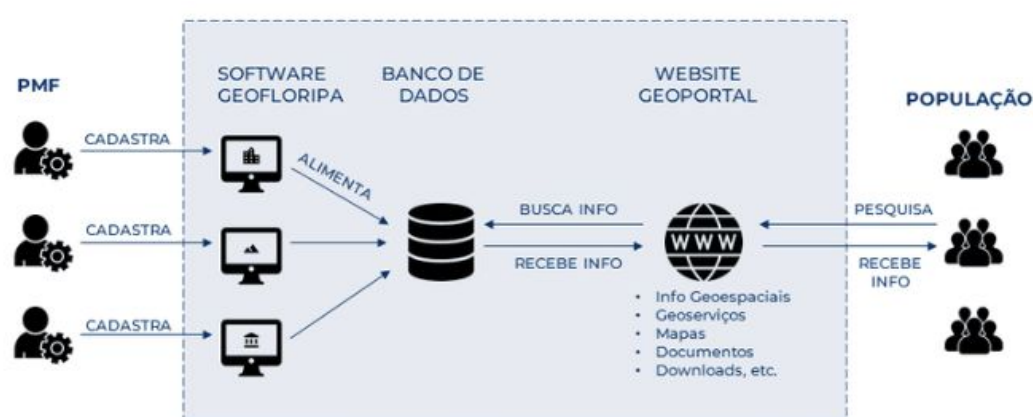 PMF
SOFTWARE
GEOFLORIPA
BANCO DE
DADOS
WEBSITE
GEOPORTAL
POPULAÇÃO
CADASTRA
CADASTRA
CADASTRA
ALIMENTA
BUSCA INFO
RECEBE INFO
WWW
PESQUISA
RECEBE
INFO
• Info Geoespaciais
• Geoserviços
• Mapas
• Documentos
• Downloads, etc.